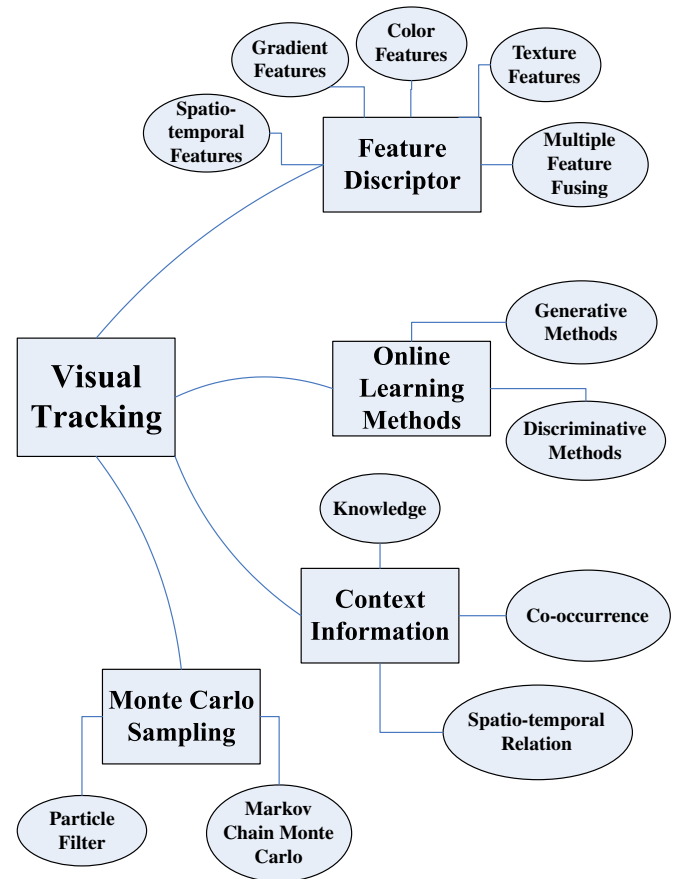 Color
Features
Gradient
Features
Texture
Features
Spatio-
temporal
Features
Feature
Discriptor
Multiple
Feature
Fusing
Generative
Methods
Visual
Tracking
Online
Learning
Methods
Discriminative
Methods
Knowledge
Context
Information
Co-occurrence
Monte Carlo
Sampling
Spatio-temporal
Relation
Particle
Filter
Markov
Chain Monte
Carlo